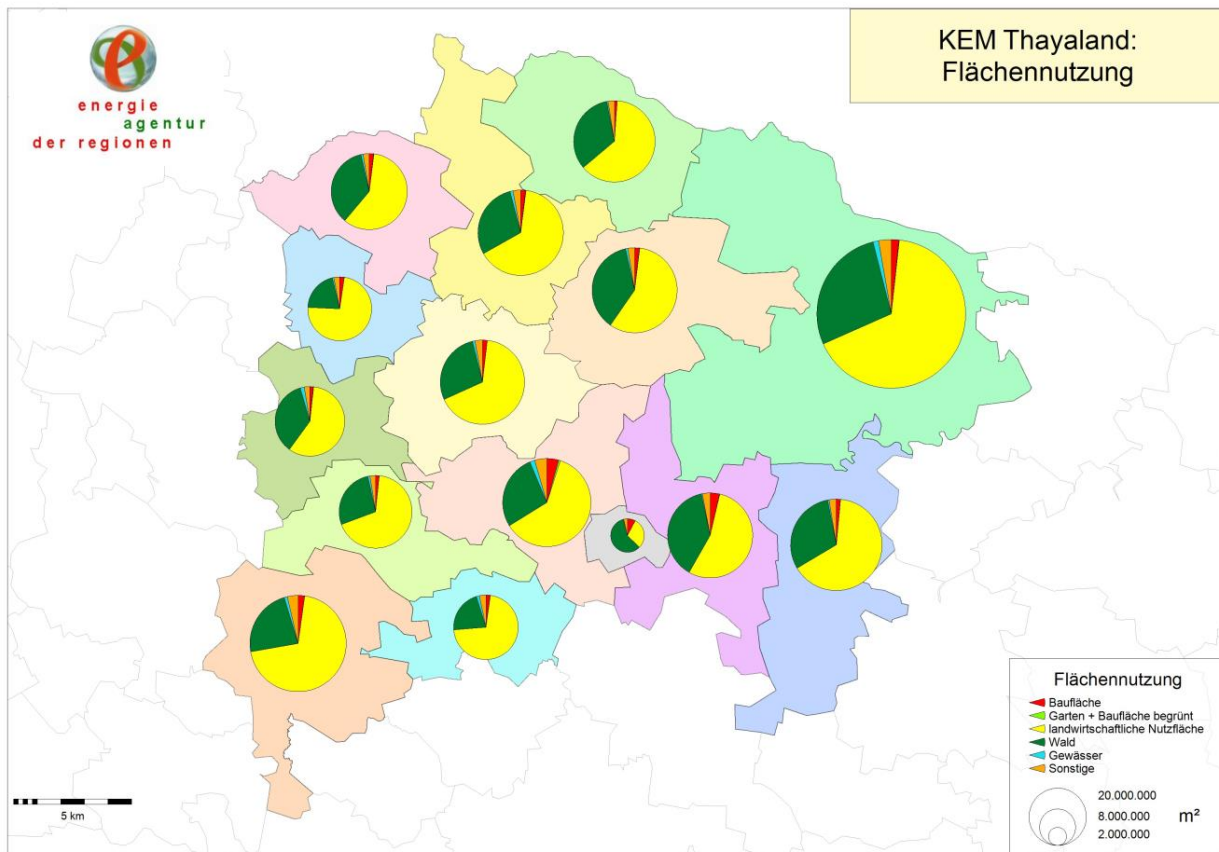 energie
agentur
der regionen
KEM Thayaland:
Flächennutzung
5 km
Flächennutzung
Baufläche
Garten + Baufläche begrünt
landwirtschaftliche Nutzfläche
Wald
Gewässer
Sonstige
20.000.000
8.000.000 m²
2.000.000